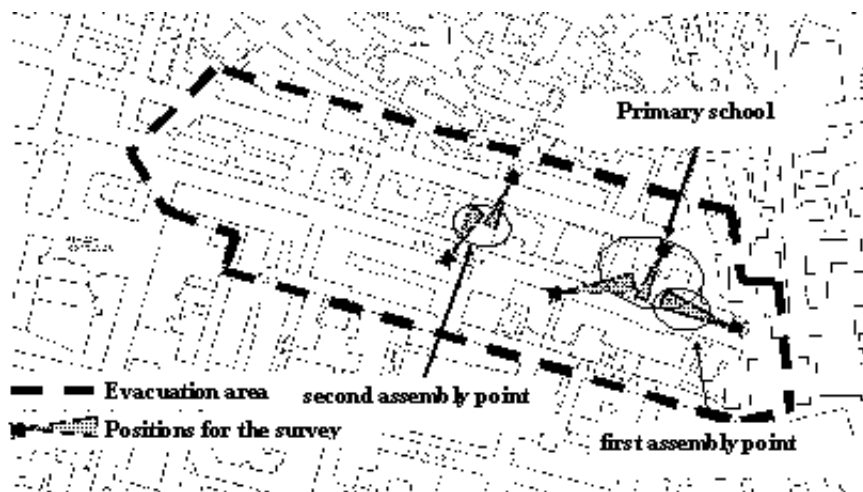 Primary school
Evacuation area
second assembly point
Positions for the survey
first assembly point